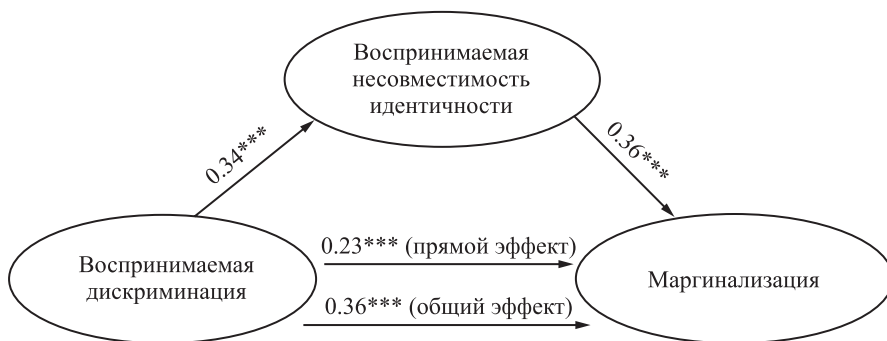 Воспринимаемая
несовместимость
идентичности
0.34***
0.36***
0.23*** (прямой эффект)
Воспринимаемая
дискриминация
Маргинализация
0.36*** (общий эффект)